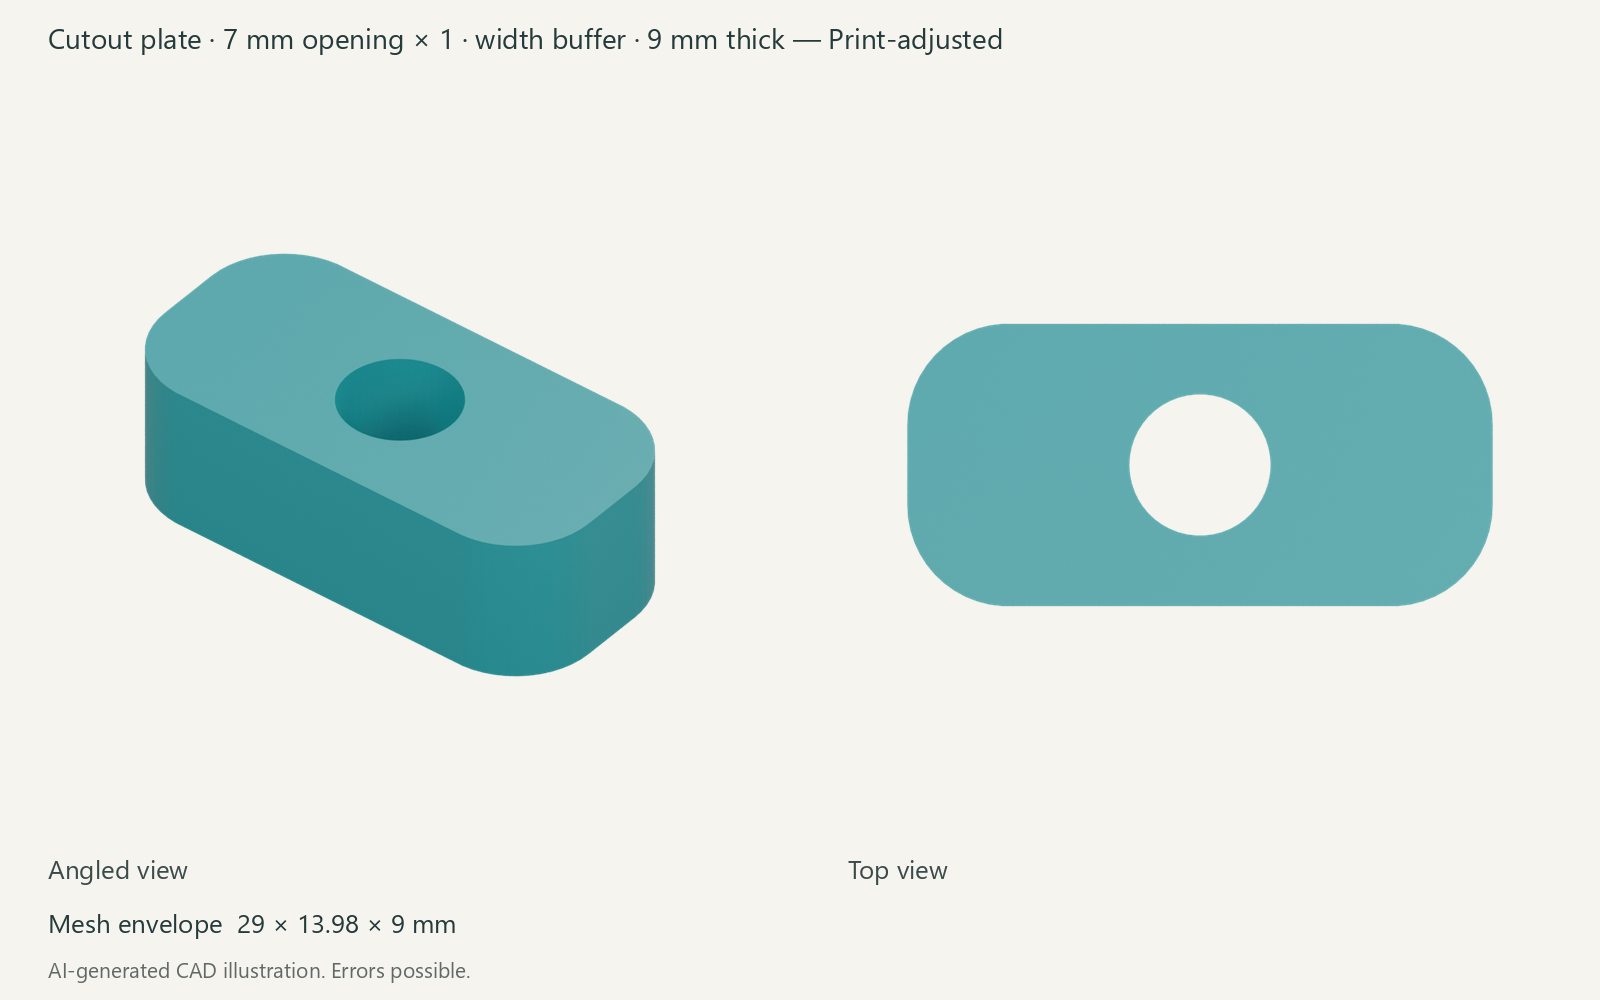 Cutout plate · 7 mm opening × 1 · width buffer · 9 mm thick — Print-adjusted
Angled view
Top view
Mesh envelope 29 × 13.98 × 9 mm
AI-generated CAD illustration. Errors possible.